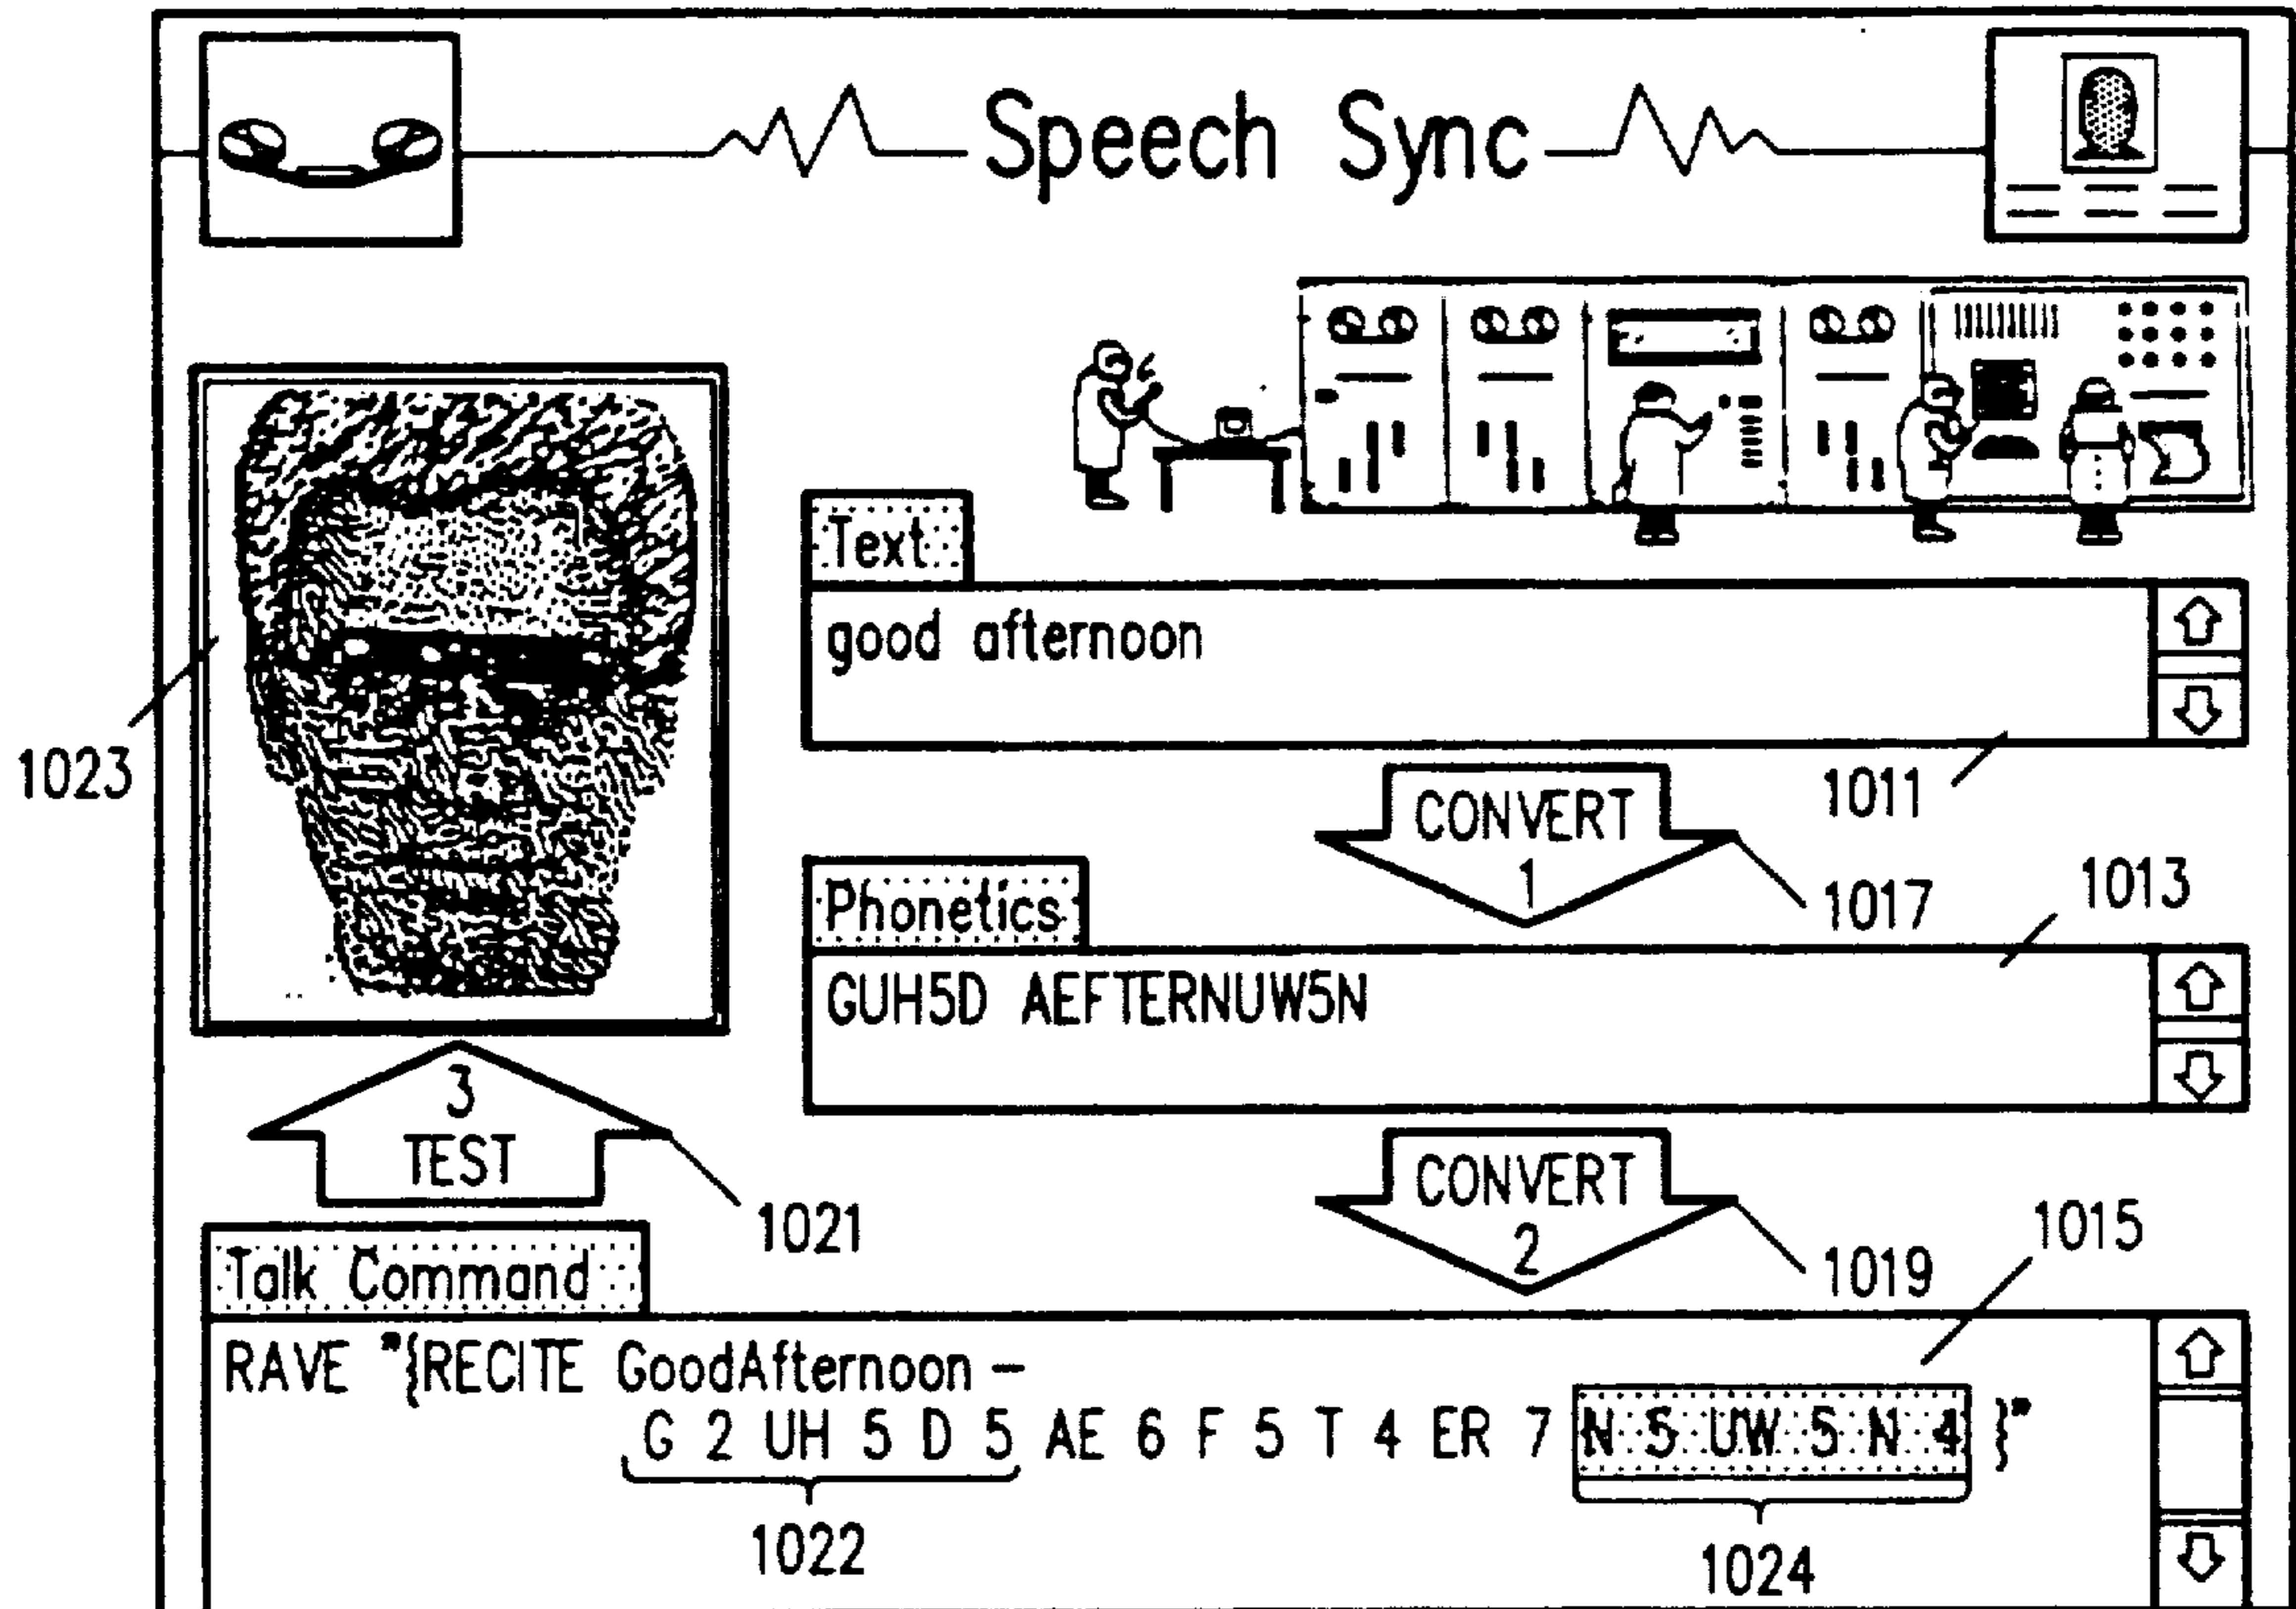 Speech Sync
Text
good afternoon
1023
1011
CONVERT
1
1017
1013
Phonetics
GUH5D AEFTERNUW5N
3
TEST
1021
CONVERT
2
1019
1015
Talk Command
RAVE "{RECITE GoodAfternoon –
G 2 UH 5 D 5 AE 6 F 5 T 4 ER 7 N 5 UW 5 N 4 }"
1022
1024